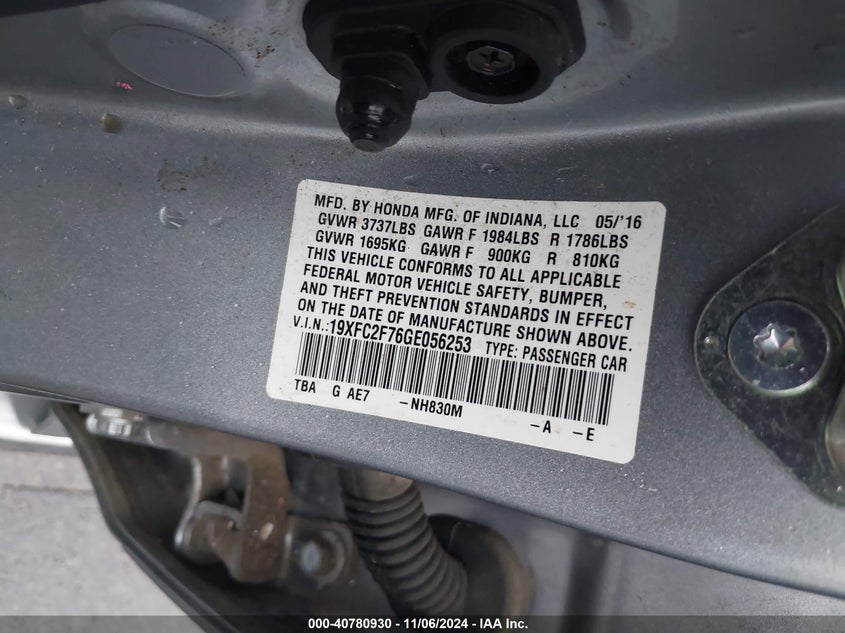 MFD. BY HONDA MFG. OF INDIANA, LLC 05/'16
GVWR 3737LBS GAWR F 1984LBS R 1786LBS
GVWR 1695KG GAWR F 900KG R 810KG
THIS VEHICLE CONFORMS TO ALL APPLICABLE
FEDERAL MOTOR VEHICLE SAFETY, BUMPER,
AND THEFT PREVENTION STANDARDS IN EFFECT
ON THE DATE OF MANUFACTURE SHOWN ABOVE.
V.I.N.:19XFC2F76GE056253 TYPE: PASSENGER CAR
TBA G AE7 -NH830M -A -E
000-40780930 - 11/06/2024 - IAA Inc.